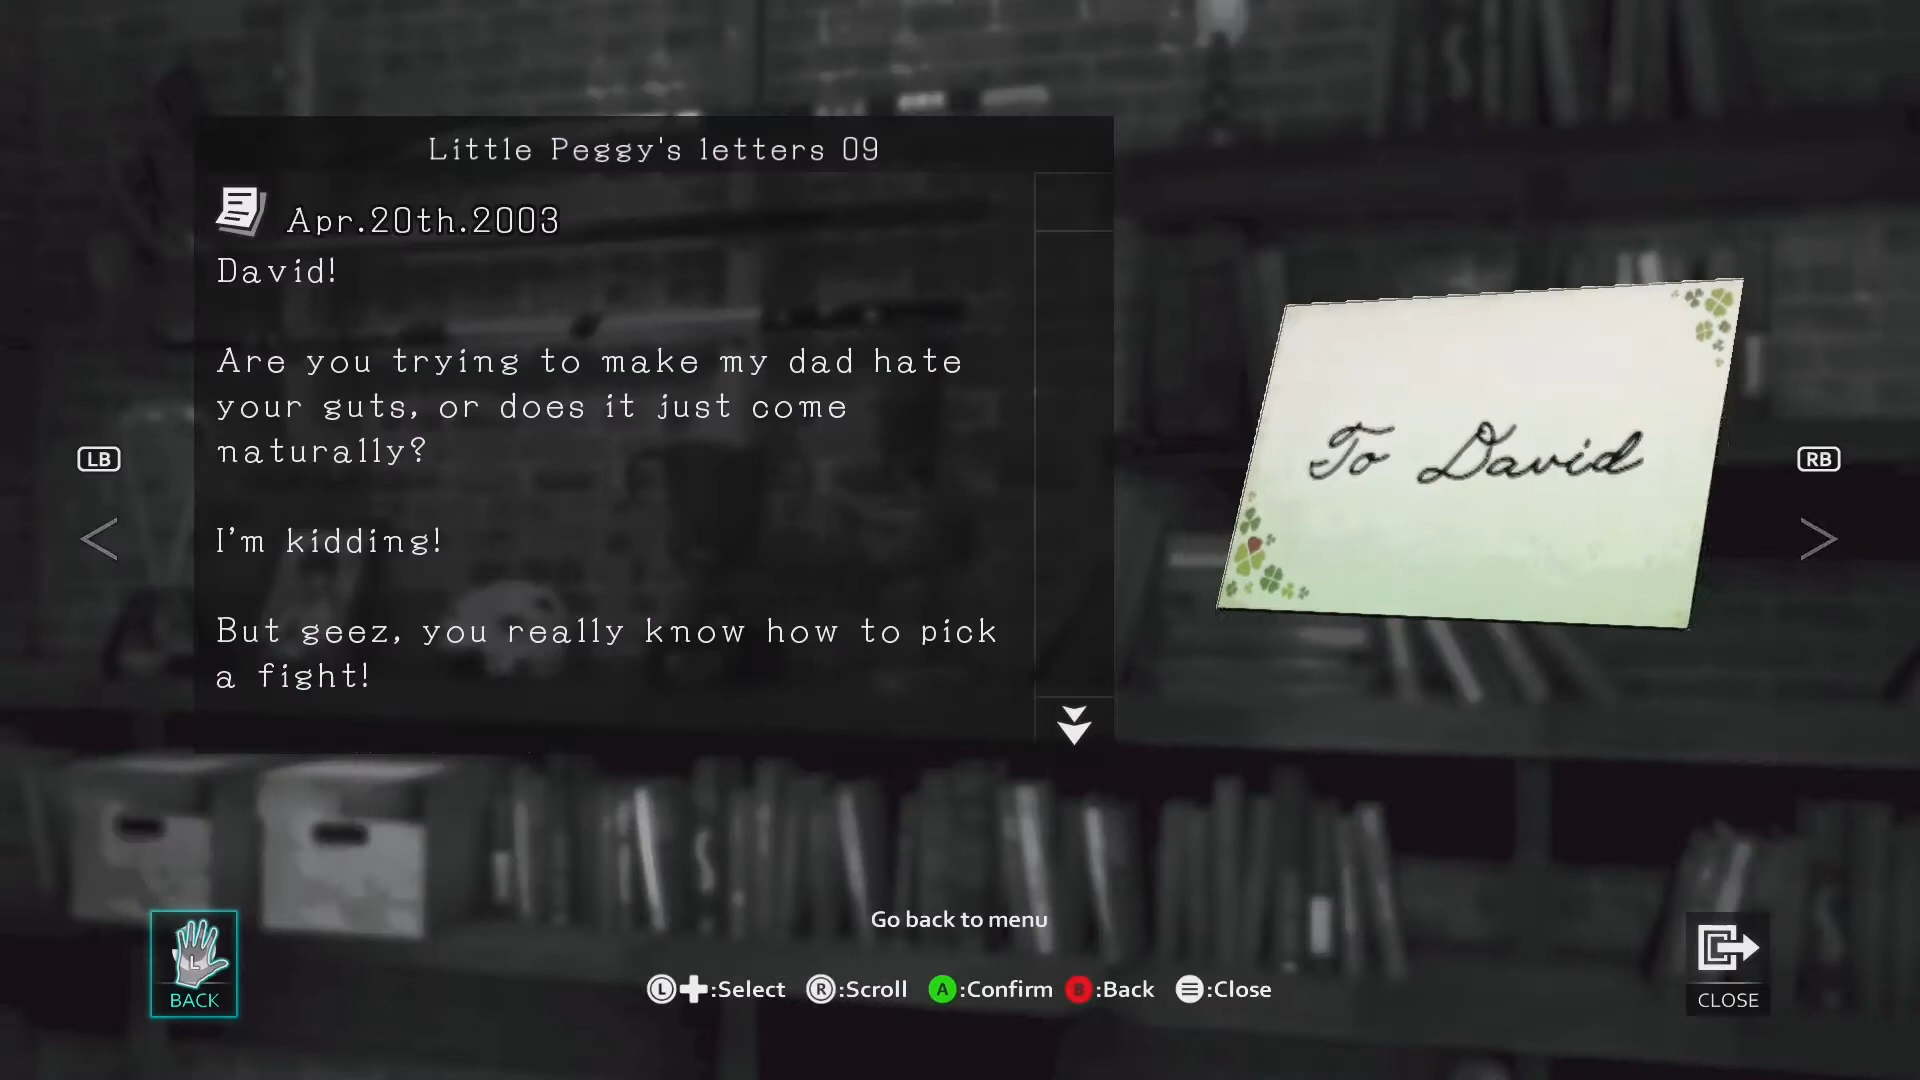 Little Peggy's letters 09
Apr.20th.2003
David!
Are you trying to make my dad hate
your guts, or does it just come
naturally?
I'm kidding!
But geez, you really know how to pick
a fight!
To David
LB
RB
Go back to menu
L
BACK
L :Select R :Scroll A :Confirm B :Back :Close
CLOSE